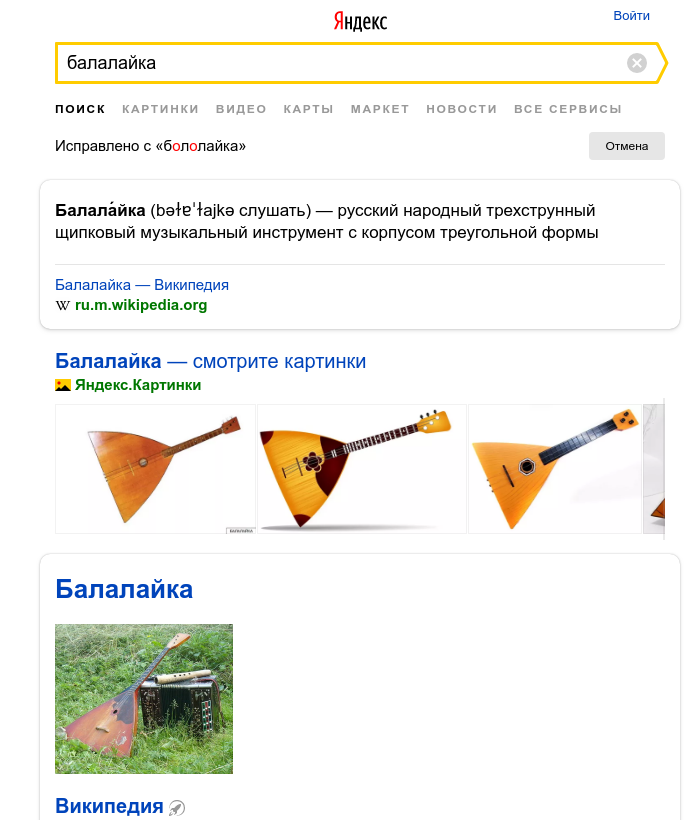 Яндекс
Войти
балалайка
ПОИСК КАРТИНКИ ВИДЕО КАРТЫ МАРКЕТ НОВОСТИ ВСЕ СЕРВИСЫ
Исправлено с «бололайка»
Отмена
Балала́йка (bəɫɐˈɫajkə слушать) — русский народный трехструнный
щипковый музыкальный инструмент с корпусом треугольной формы
Балалайка — Википедия
W ru.m.wikipedia.org
Балалайка — смотрите картинки
Яндекс.Картинки
БАЛАЛАЙКА
Балалайка
Википедия